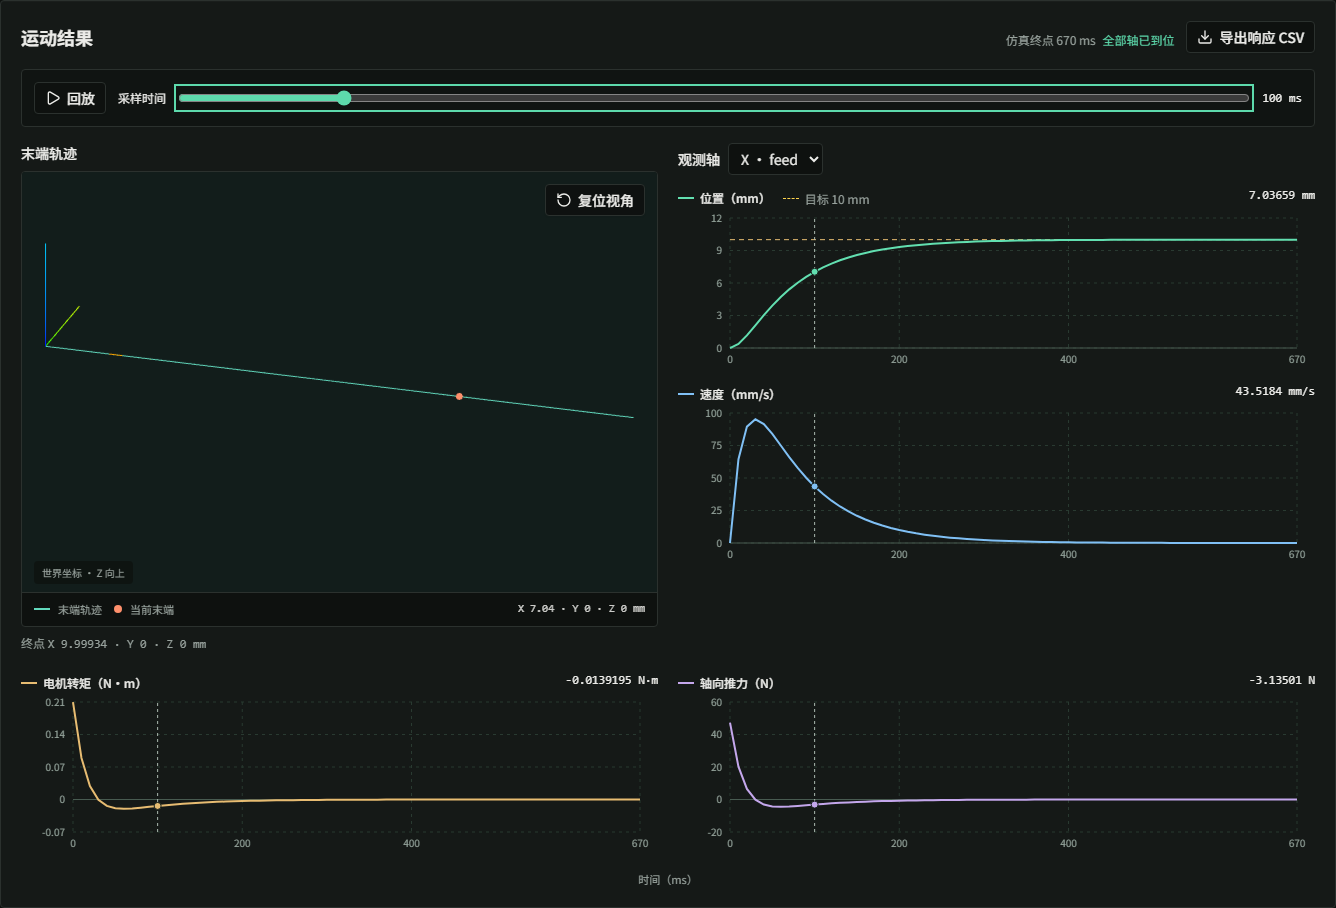 运动结果
仿真终点 670 ms 全部轴已到位 导出响应 CSV
回放 采样时间 100 ms
末端轨迹
复位视角
世界坐标 · Z 向上
末端轨迹 当前末端 X 7.04 · Y 0 · Z 0 mm
终点 X 9.99934 · Y 0 · Z 0 mm
观测轴 X · feed
位置（mm） 目标 10 mm 7.03659 mm
12
9
6
3
0
0 200 400 670
速度（mm/s） 43.5184 mm/s
100
75
50
25
0
0 200 400 670
电机转矩（N·m） -0.0139195 N·m
0.21
0.14
0.07
0
-0.07
0 200 400 670
轴向推力（N） -3.13501 N
60
40
20
0
-20
0 200 400 670
时间（ms）